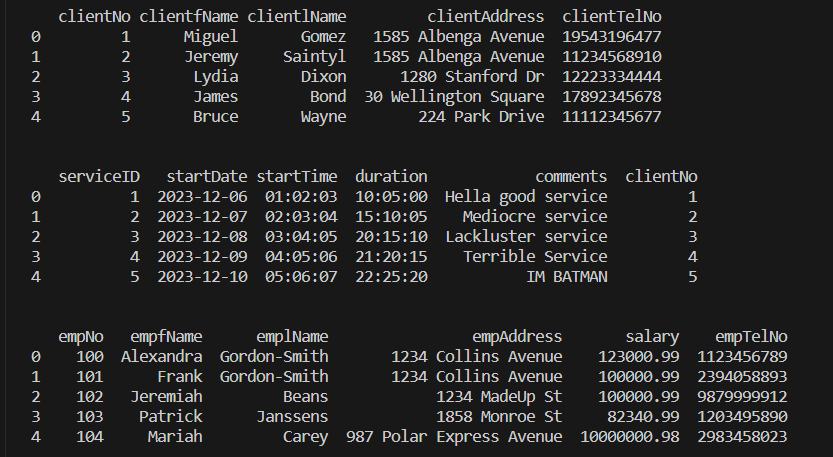 clientNo clientfName clientlName clientAddress clientTelNo
0 1 Miguel Gomez 1585 Albenga Avenue 19543196477
1 2 Jeremy Saintyl 1585 Albenga Avenue 11234568910
2 3 Lydia Dixon 1280 Stanford Dr 12223334444
3 4 James Bond 30 Wellington Square 17892345678
4 5 Bruce Wayne 224 Park Drive 11112345677
serviceID startDate startTime duration comments clientNo
0 1 2023-12-06 01:02:03 10:05:00 Hella good service 1
1 2 2023-12-07 02:03:04 15:10:05 Mediocre service 2
2 3 2023-12-08 03:04:05 20:15:10 Lackluster service 3
3 4 2023-12-09 04:05:06 21:20:15 Terrible Service 4
4 5 2023-12-10 05:06:07 22:25:20 IM BATMAN 5
empNo empfName emplName empAddress salary empTelNo
0 100 Alexandra Gordon-Smith 1234 Collins Avenue 123000.99 1123456789
1 101 Frank Gordon-Smith 1234 Collins Avenue 100000.99 2394058893
2 102 Jeremiah Beans 1234 MadeUp St 100000.99 9879999912
3 103 Patrick Janssens 1858 Monroe St 82340.99 1203495890
4 104 Mariah Carey 987 Polar Express Avenue 10000000.98 2983458023